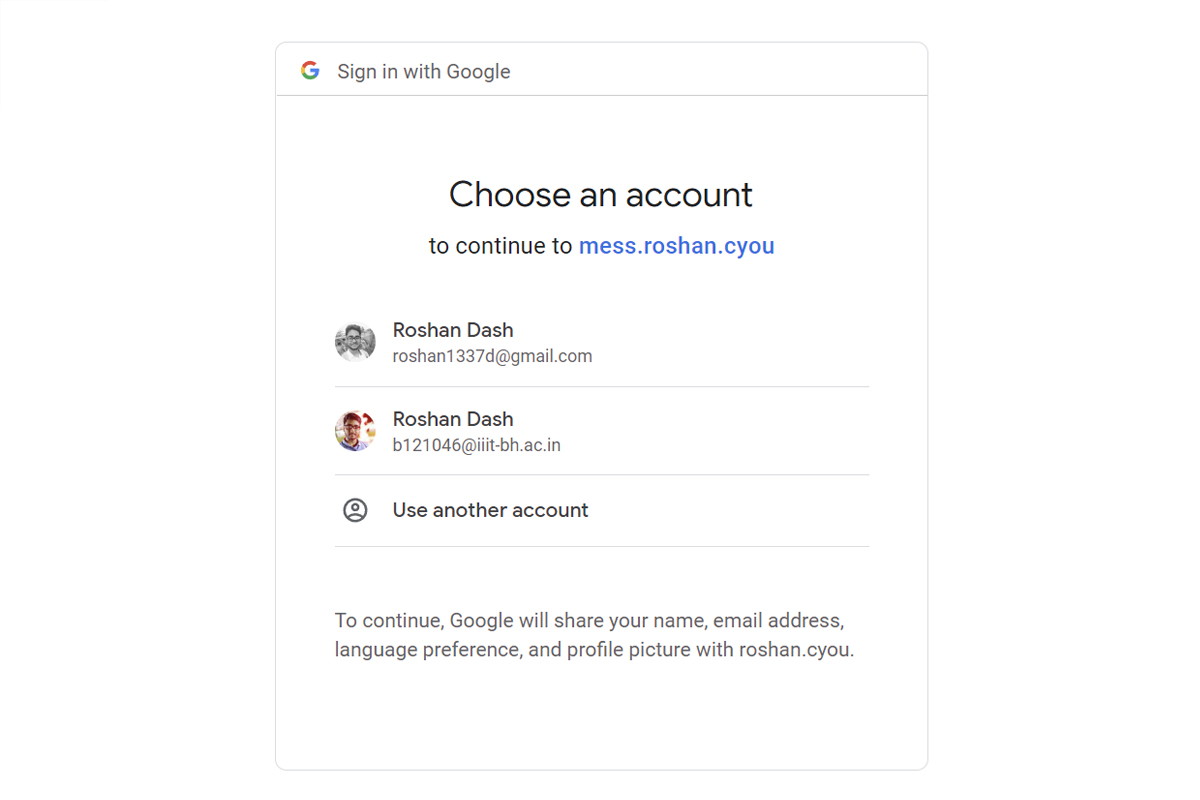 Sign in with Google
Choose an account
to continue to mess.roshan.cyou
Roshan Dash
roshan1337d@gmail.com
Roshan Dash
b121046@iiit-bh.ac.in
Use another account
To continue, Google will share your name, email address,
language preference, and profile picture with roshan.cyou.